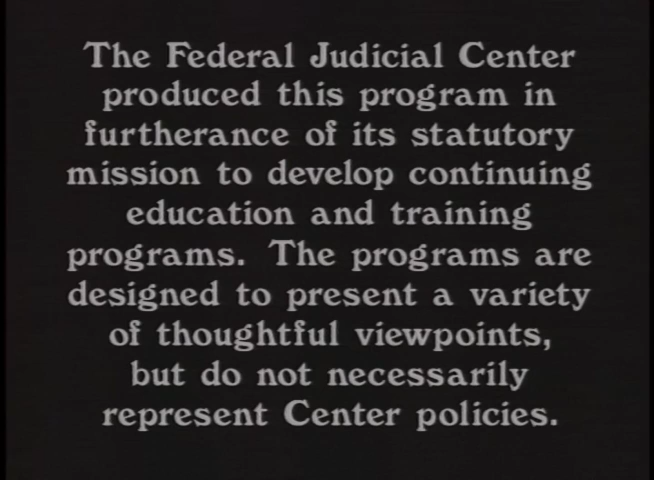 The Federal Judicial Center
produced this program in
furtherance of its statutory
mission to develop continuing
education and training
programs. The programs are
designed to present a variety
of thoughtful viewpoints,
but do not necessarily
represent Center policies.